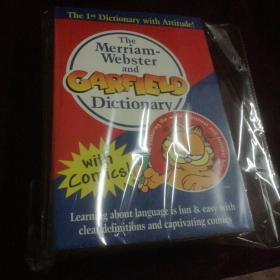 The 1st Dictionary with Attitude!
The
Merriam-
Webster
and
GARFIELD
Dictionary
with
Comics!
Learning about language is fun & easy with
clear definitions and captivating comics